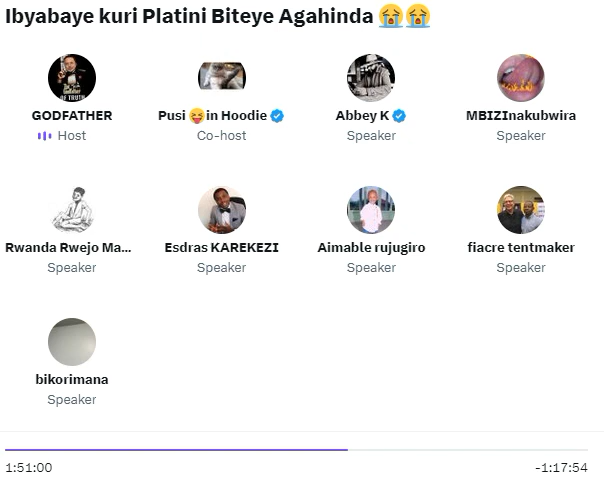 Ibyabaye kuri Platini Biteye Agahinda 😭😭
GODFATHER
Host
Pusi 😝in Hoodie
Co-host
Abbey K
Speaker
MBIZInakubwira
Speaker
Rwanda Rwejo Ma...
Speaker
Esdras KAREKEZI
Speaker
Aimable rujugiro
Speaker
fiacre tentmaker
Speaker
bikorimana
Speaker
1:51:00
-1:17:54